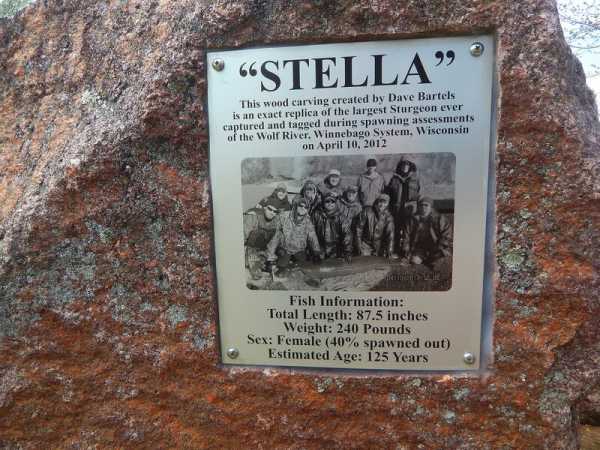 "STELLA"
This wood carving created by Dave Bartels
is an exact replica of the largest Sturgeon ever
captured and tagged during spawning assessments
of the Wolf River, Winnebago System, Wisconsin
on April 10, 2012
Fish Information:
Total Length: 87.5 inches
Weight: 240 Pounds
Sex: Female (40% spawned out)
Estimated Age: 125 Years